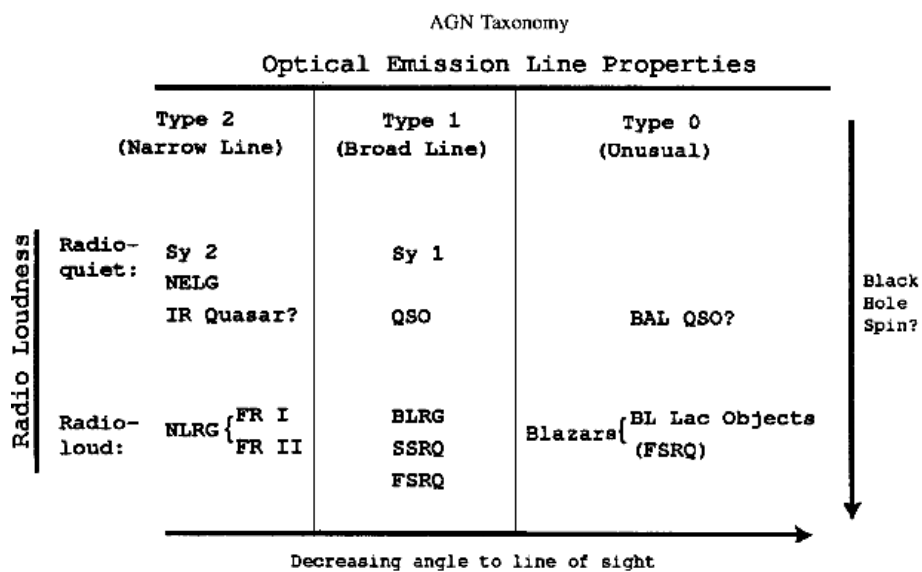 AGN Taxonomy
Optical Emission Line Properties
Type 2
(Narrow Line)
Type 1
(Broad Line)
Type 0
(Unusual)
Radio Loudness
Radio-
quiet:
Sy 2
NELG
IR Quasar?
Sy 1
QSO
BAL QSO?
Black
Hole
Spin?
Radio-
loud:
NLRG {
FR I
FR II
BLRG
SSRQ
FSRQ
Blazars {
BL Lac Objects
(FSRQ)
Decreasing angle to line of sight